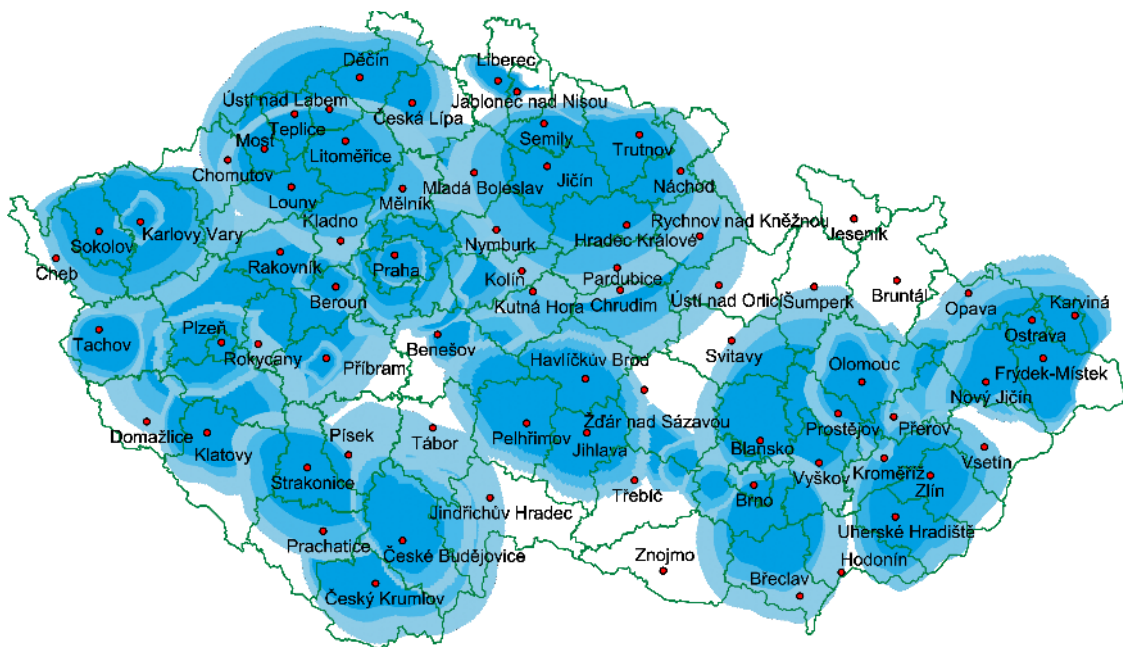 Liberec
Děčín
Ústí nad Labem
Jablonec nad Nisou
Česká Lípa
Teplice
Semily
Trutnov
Most
Litoměřice
Chomutov
Jičín
Náchod
Mladá Boleslav
Louny
Mělník
Kladno
Rychnov nad Kněžnou
Karlovy Vary
Sokolov
Nymburk
Hradec Králové
Jeseník
Cheb
Rakovník
Praha
Kolín
Pardubice
Beroun
Kutná Hora
Chrudim
Ústí nad Orlicí
Šumperk
Bruntál
Opava
Karviná
Plzeň
Ostrava
Tachov
Rokycany
Benešov
Havlíčkův Brod
Svitavy
Olomouc
Příbram
Frýdek-Místek
Nový Jičín
Domažlice
Písek
Tábor
Pelhřimov
Žďár nad Sázavou
Prostějov
Přerov
Klatovy
Jihlava
Blansko
Vsetín
Strakonice
Kroměříž
Vyškov
Třebíč
Brno
Zlín
Jindřichův Hradec
Uherské Hradiště
Prachatice
České Budějovice
Znojmo
Hodonín
Břeclav
Český Krumlov